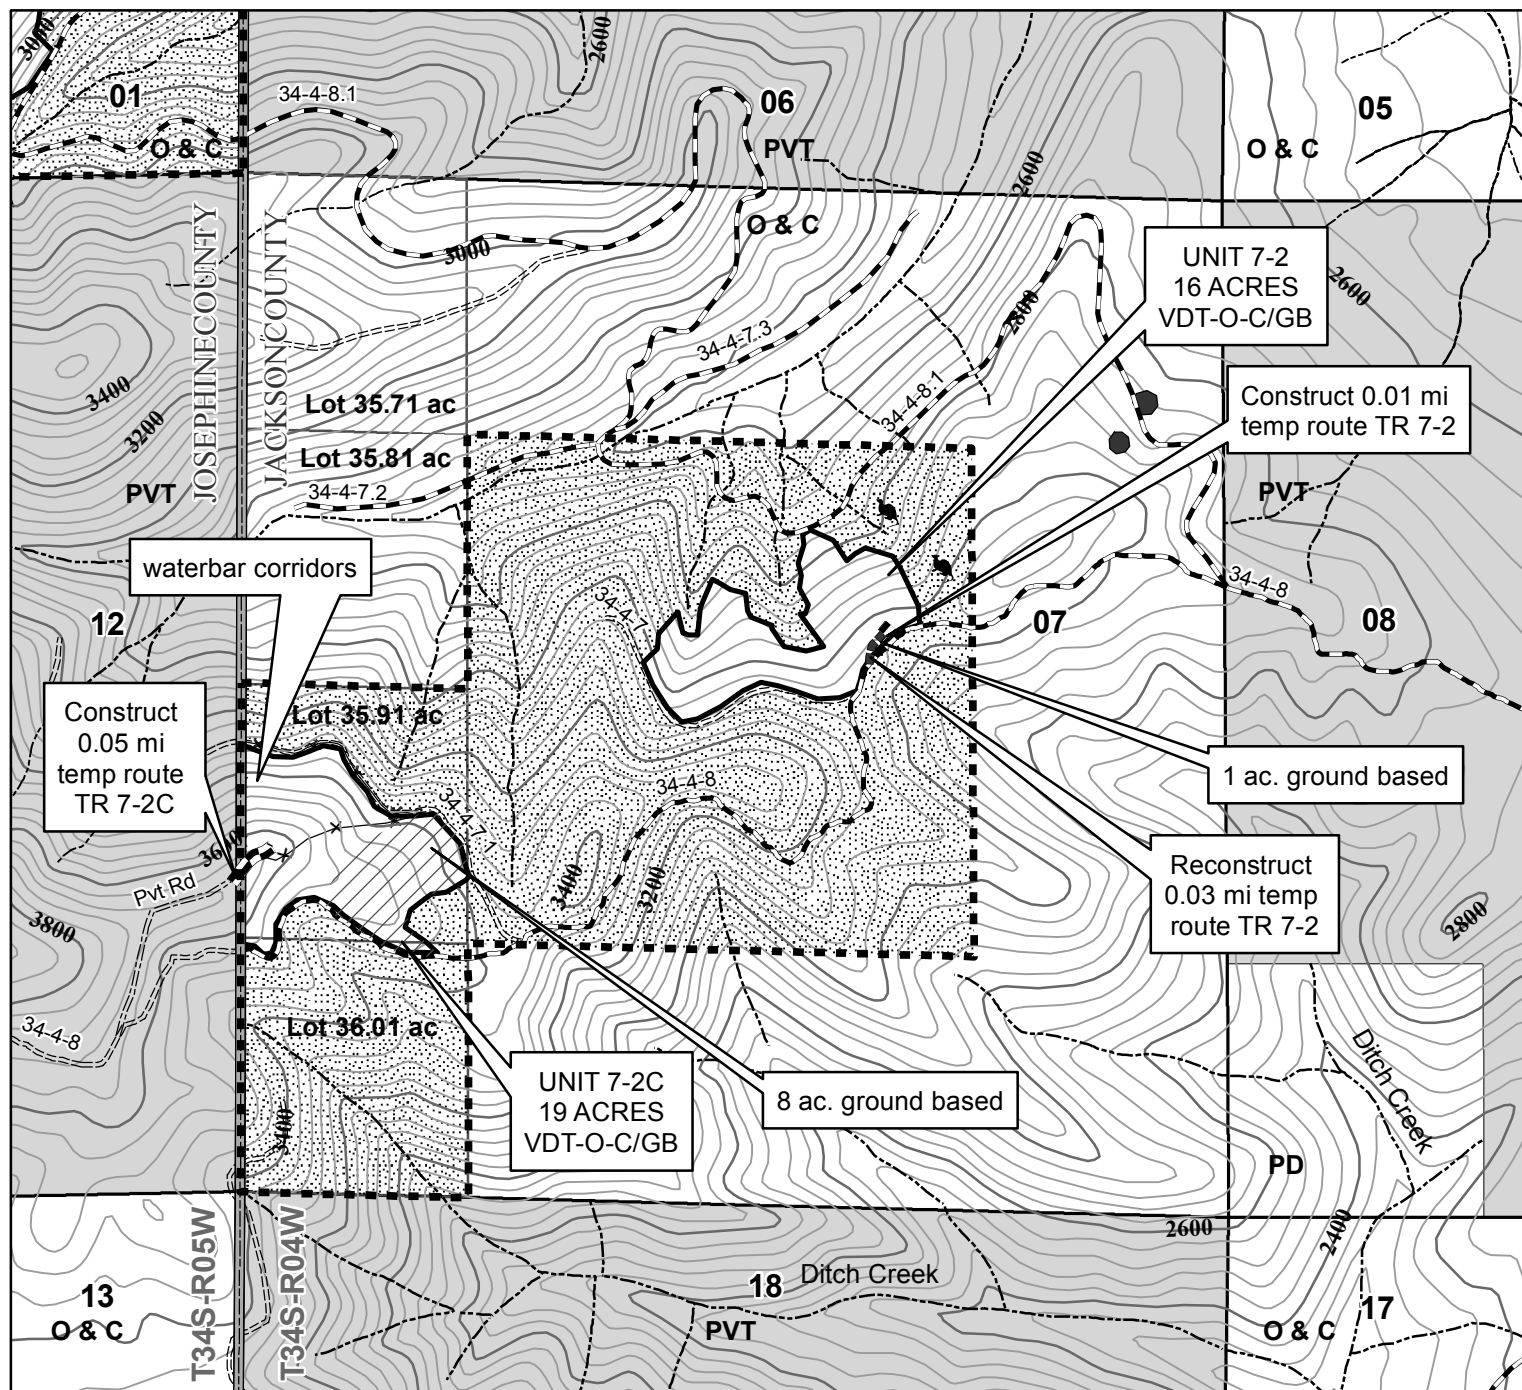 3000
01
O & C
34-4-8.1
2600
06
PVT
05
O & C
2600
JOSEPHINE COUNTY
JACKSON COUNTY
O & C
3000
UNIT 7-2
16 ACRES
VDT-O-C/GB
2600
2800
34-4-7.3
3400
3200
Lot 35.71 ac
34-4-8.1
Construct 0.01 mi
temp route TR 7-2
Lot 35.81 ac
PVT
34-4-7.2
PVT
waterbar corridors
34-4-8
12
34-4-7
07
08
Construct
0.05 mi
temp route
TR 7-2C
Lot 35.91 ac
1 ac. ground based
34-4-8
34-4-7.1
Reconstruct
0.03 mi temp
route TR 7-2
Pvt Rd
3400
3200
3800
2800
34-4-8
Lot 36.01 ac
UNIT 7-2C
19 ACRES
VDT-O-C/GB
8 ac. ground based
3400
Ditch Creek
PD
2600
2400
T34S-R05W
T34S-R04W
13
O & C
18
Ditch Creek
PVT
17
O & C